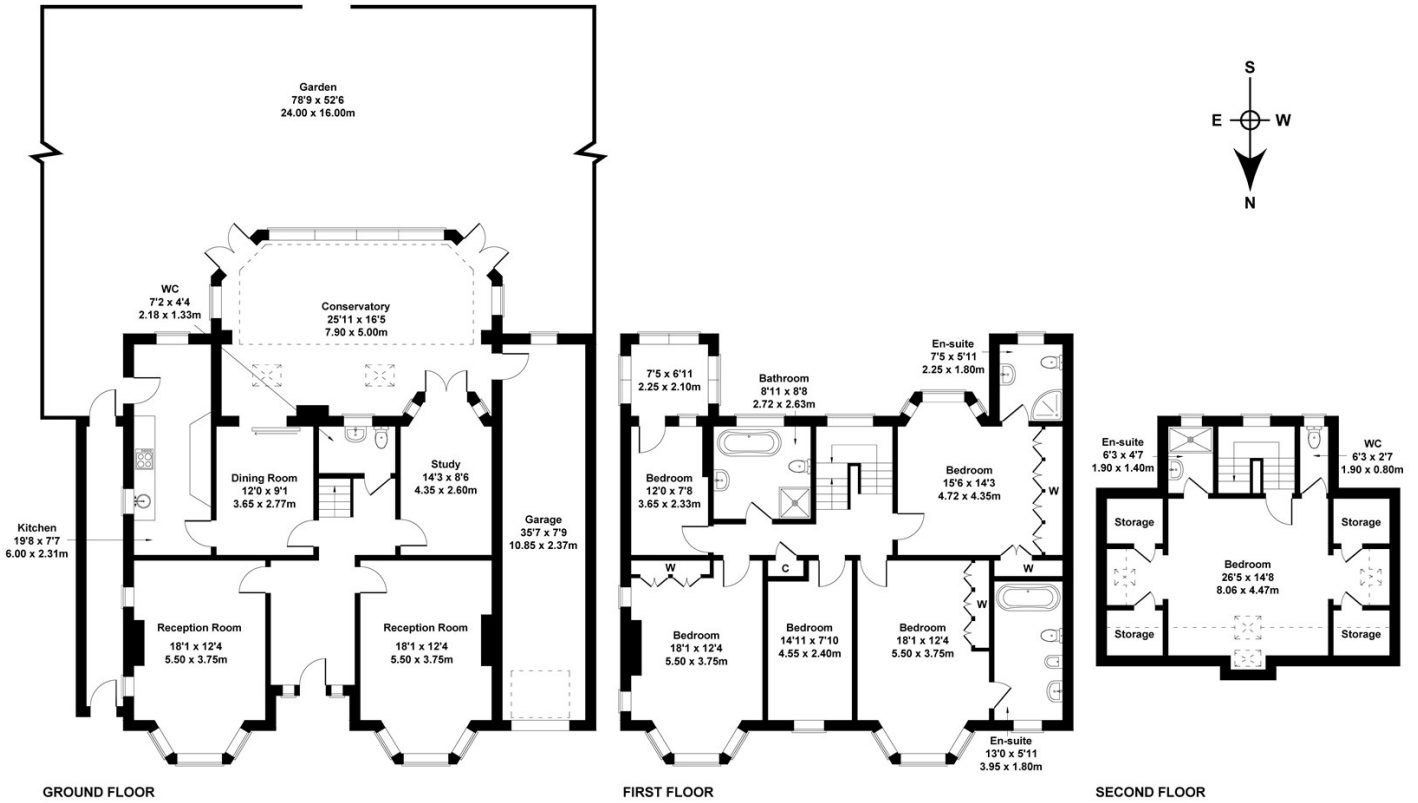 Garden
78'9 x 52'6
24.00 x 16.00m
S
E
W
N
WC
7'2 x 4'4
2.18 x 1.33m
Conservatory
25'11 x 16'5
7.90 x 5.00m
Dining Room
12'0 x 9'1
3.65 x 2.77m
Study
14'3 x 8'6
4.35 x 2.60m
Kitchen
19'8 x 7'7
6.00 x 2.31m
Garage
35'7 x 7'9
10.85 x 2.37m
Reception Room
18'1 x 12'4
5.50 x 3.75m
Reception Room
18'1 x 12'4
5.50 x 3.75m
GROUND FLOOR
7'5 x 6'11
2.25 x 2.10m
Bathroom
8'11 x 8'8
2.72 x 2.63m
En-suite
7'5 x 5'11
2.25 x 1.80m
Bedroom
12'0 x 7'8
3.65 x 2.33m
Bedroom
15'6 x 14'3
4.72 x 4.35m
W
W
C
W
W
Bedroom
18'1 x 12'4
5.50 x 3.75m
Bedroom
14'11 x 7'10
4.55 x 2.40m
Bedroom
18'1 x 12'4
5.50 x 3.75m
En-suite
13'0 x 5'11
3.95 x 1.80m
FIRST FLOOR
En-suite
6'3 x 4'7
1.90 x 1.40m
WC
6'3 x 2'7
1.90 x 0.80m
Storage
Storage
Bedroom
26'5 x 14'8
8.06 x 4.47m
Storage
Storage
SECOND FLOOR